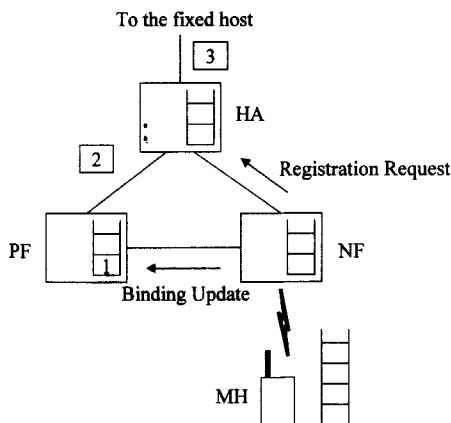 To the fixed host
3
HA
2
Registration Request
PF
1
NF
Binding Update
MH